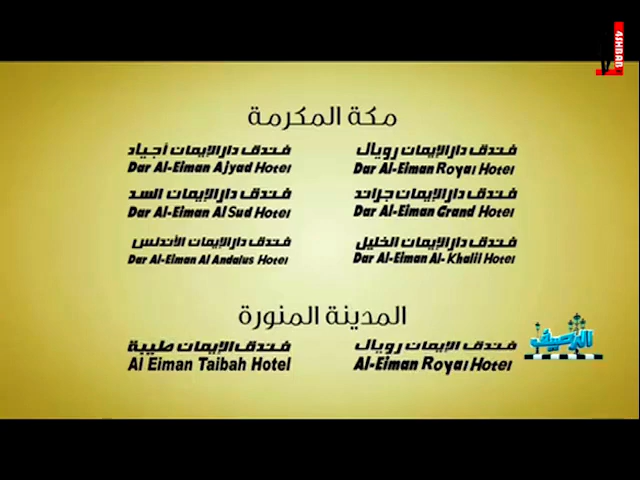 4SHBAB
مكة المكرمة
فندق دار الإيمان رويال
Dar Al-Eiman Royal Hotel
فندق دار الإيمان أجياد
Dar Al-Eiman Ajyad Hotel
فندق دار الإيمان جراند
Dar Al-Eiman Grand Hotel
فندق دار الإيمان السد
Dar Al-Eiman Al Sud Hotel
فندق دار الإيمان الخليل
Dar Al-Eiman Al- Khalil Hotel
فندق دار الإيمان الأندلس
Dar Al-Eiman Al Andalus Hotel
المدينة المنورة
فندق الإيمان رويال
Al-Eiman Royal Hotel
فندق الإيمان طيبة
Al Eiman Taibah Hotel
الرصيف